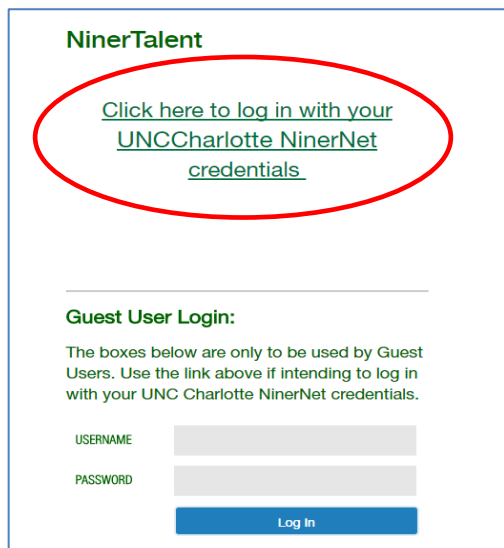 NinerTalent
Click here to log in with your
UNCCharlotte NinerNet
credentials
Guest User Login:
The boxes below are only to be used by Guest
Users. Use the link above if intending to log in
with your UNC Charlotte NinerNet credentials.
USERNAME
PASSWORD
Log In